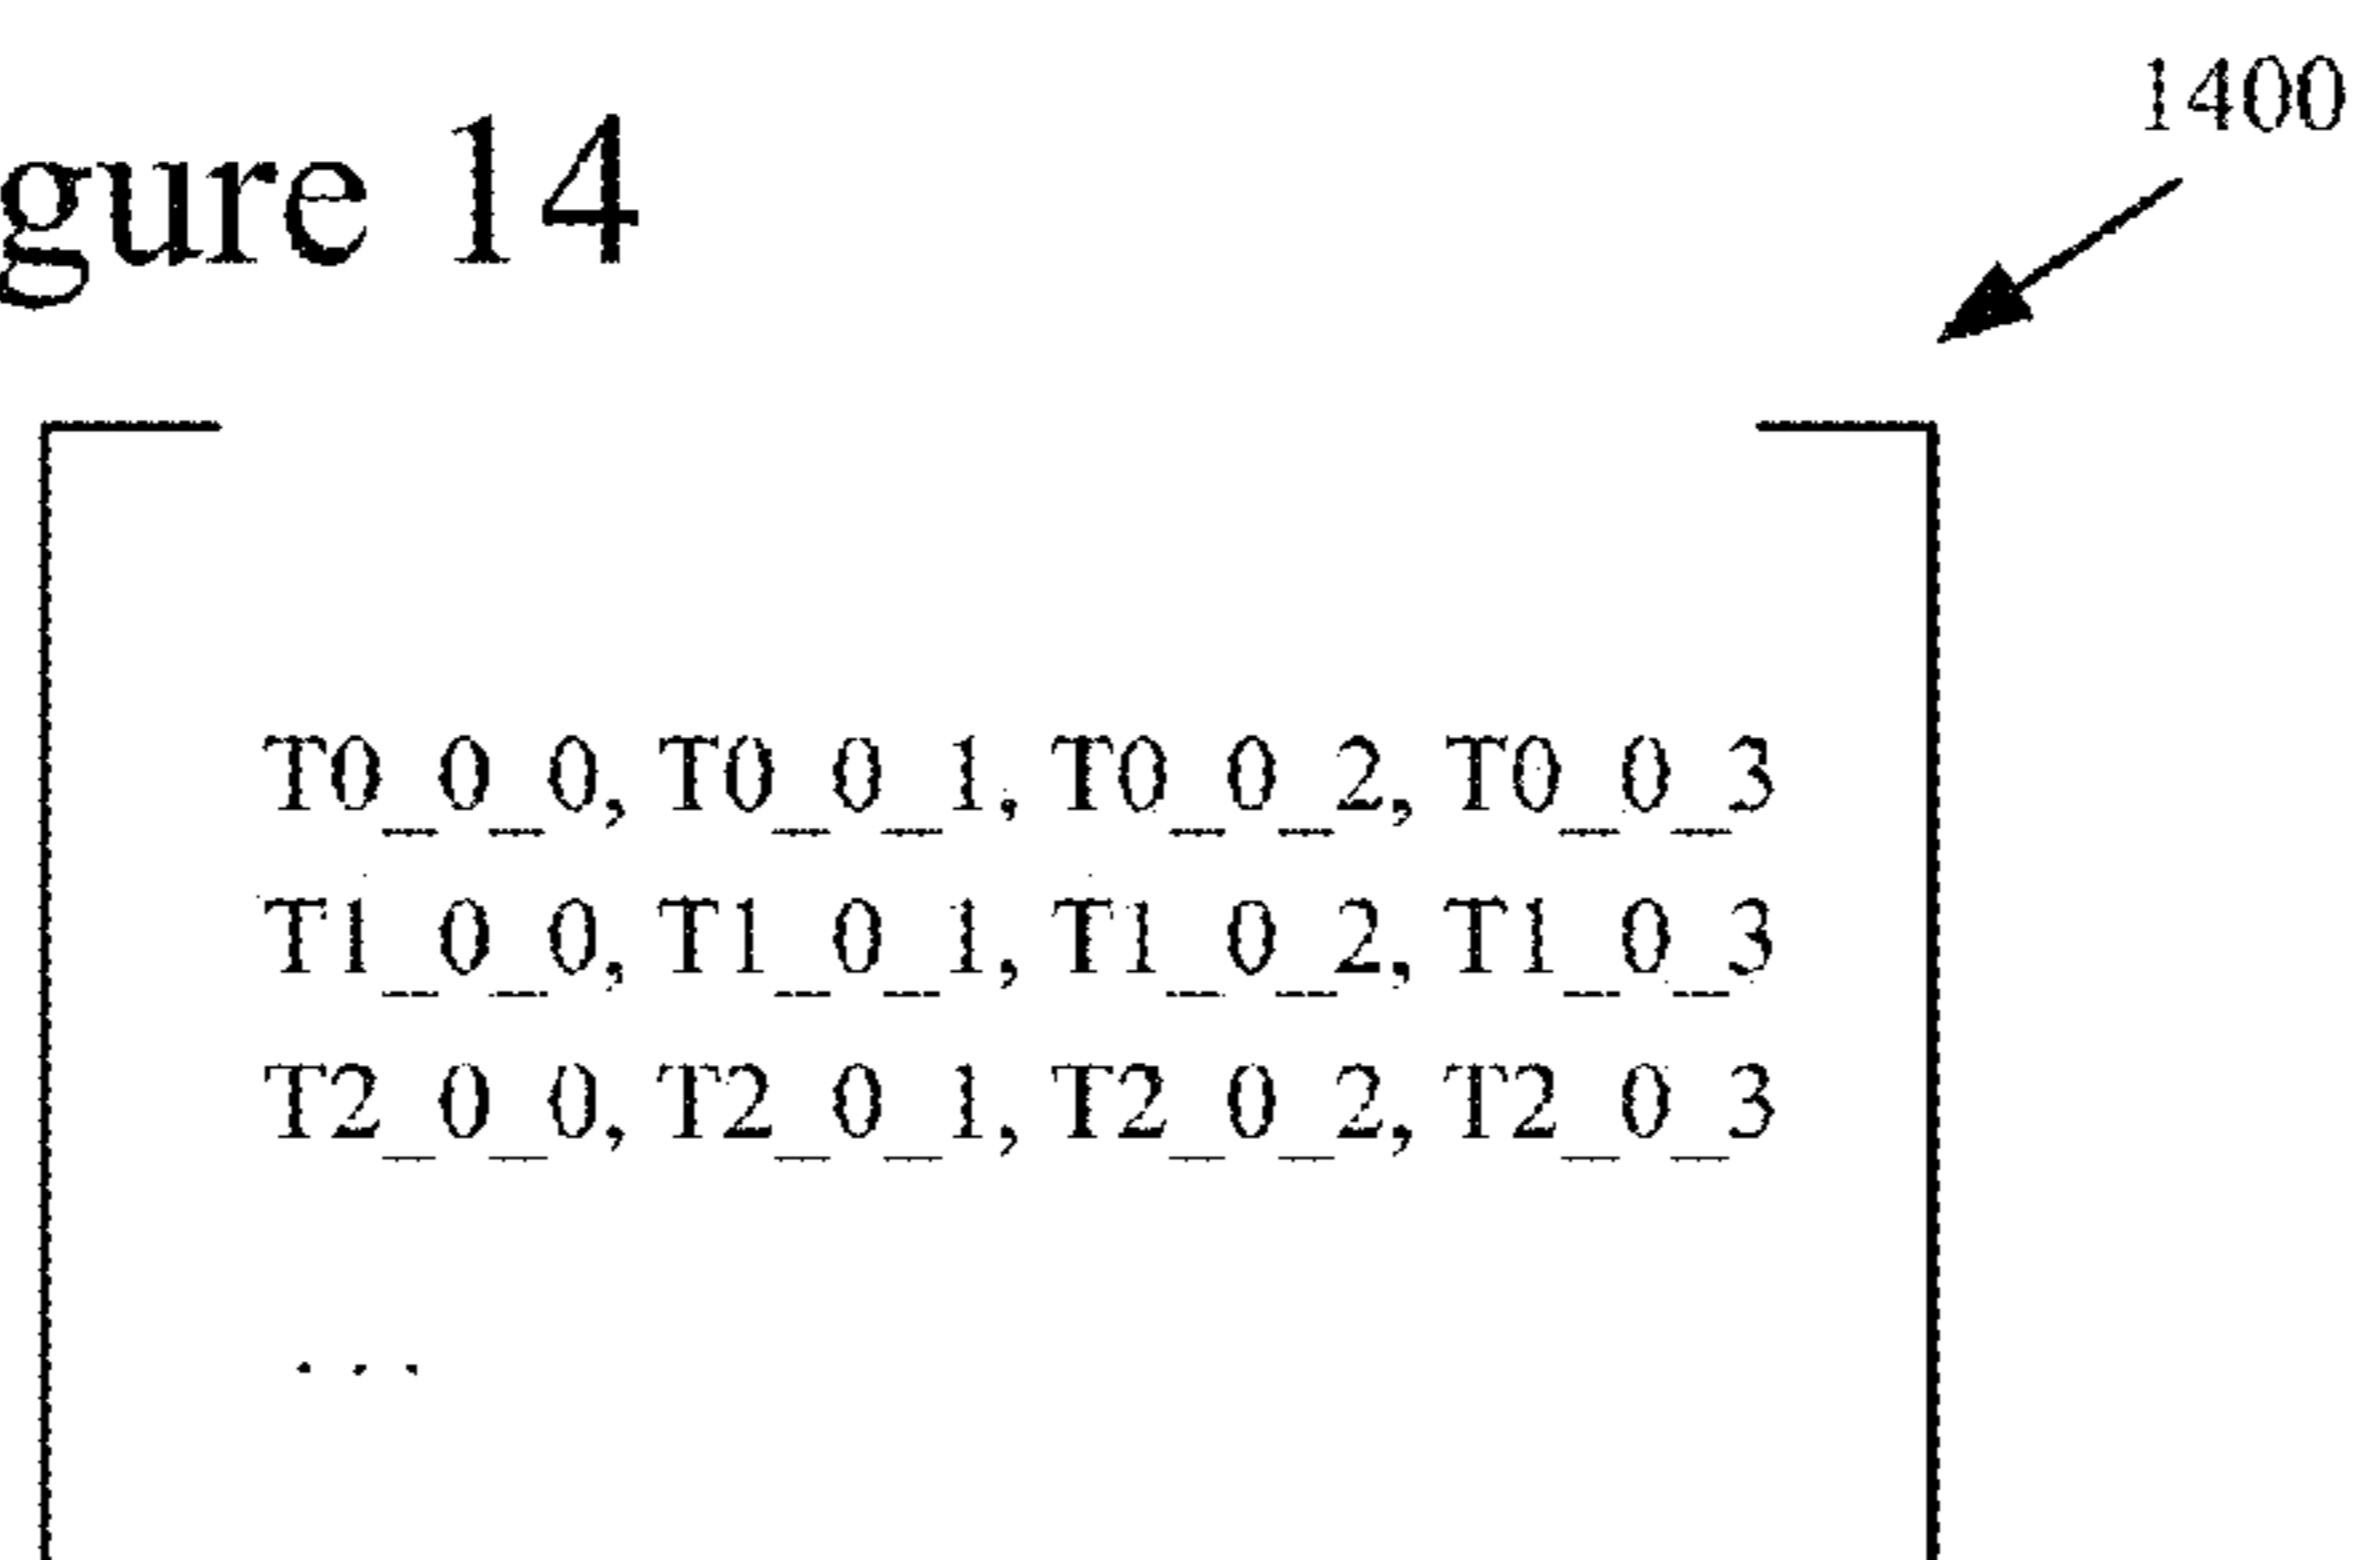 1400
gure 14
T0_0_0, T0_0_1, T0_0_2, T0_0_3
T1_0_0, T1_0_1, T1_0_2, T1_0_3
T2_0_0, T2_0_1, T2_0_2, T2_0_3
...